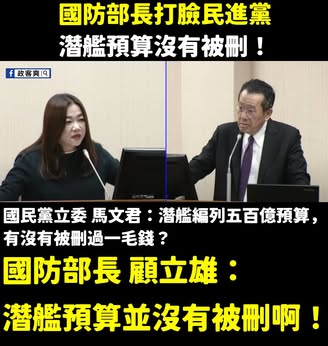 國防部長打臉民進黨
潛艦預算沒有被刪！
政客爽
國民黨立委 馬文君：潛艦編列五百億預算，
有沒有被刪過一毛錢？
國防部長 顧立雄：
潛艦預算並沒有被刪啊！